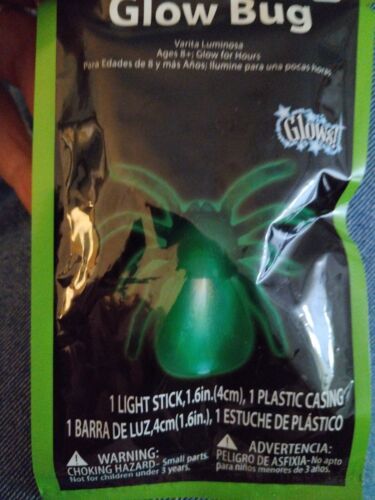 Glow Bug
Varita Luminosa
Ages 8+; Glow for Hours
Para Edades de 8 y más Años; Ilumine para una pocas horas
Glows!
1 LIGHT STICK,1.6in.(4cm), 1 PLASTIC CASING
1 BARRA DE LUZ,4cm(1.6in.), 1 ESTUCHE DE PLÁSTICO
WARNING:
CHOKING HAZARD- Small parts.
Not for children under 3 years.
ADVERTENCIA:
PELIGRO DE ASFIXIA-No apto
para niños menores de 3 años.